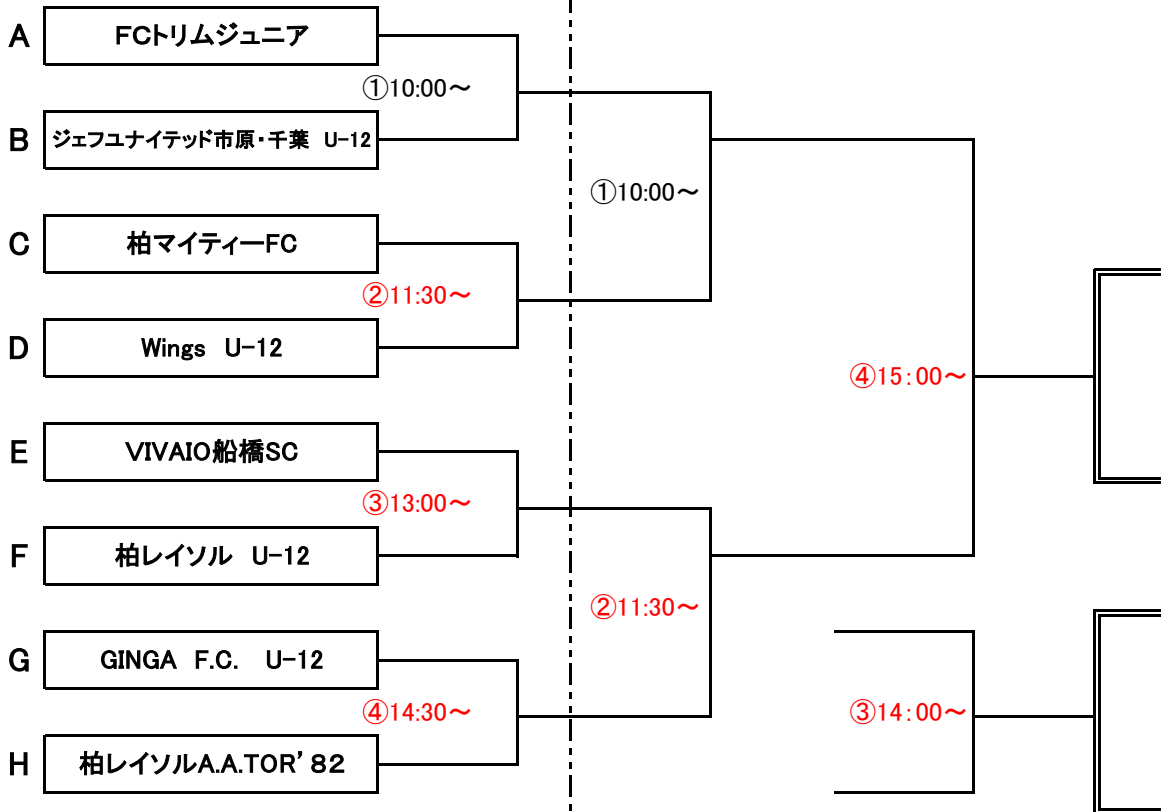 A FCトリムジュニア
①10:00～
B ジェフユナイテッド市原・千葉 U-12
①10:00～
C 柏マイティーFC
②11:30～
D Wings U-12
④15:00～
E VIVAIO船橋SC
③13:00～
F 柏レイソル U-12
②11:30～
G GINGA F.C. U-12
④14:30～
③14:00～
H 柏レイソルA.A.TOR’82